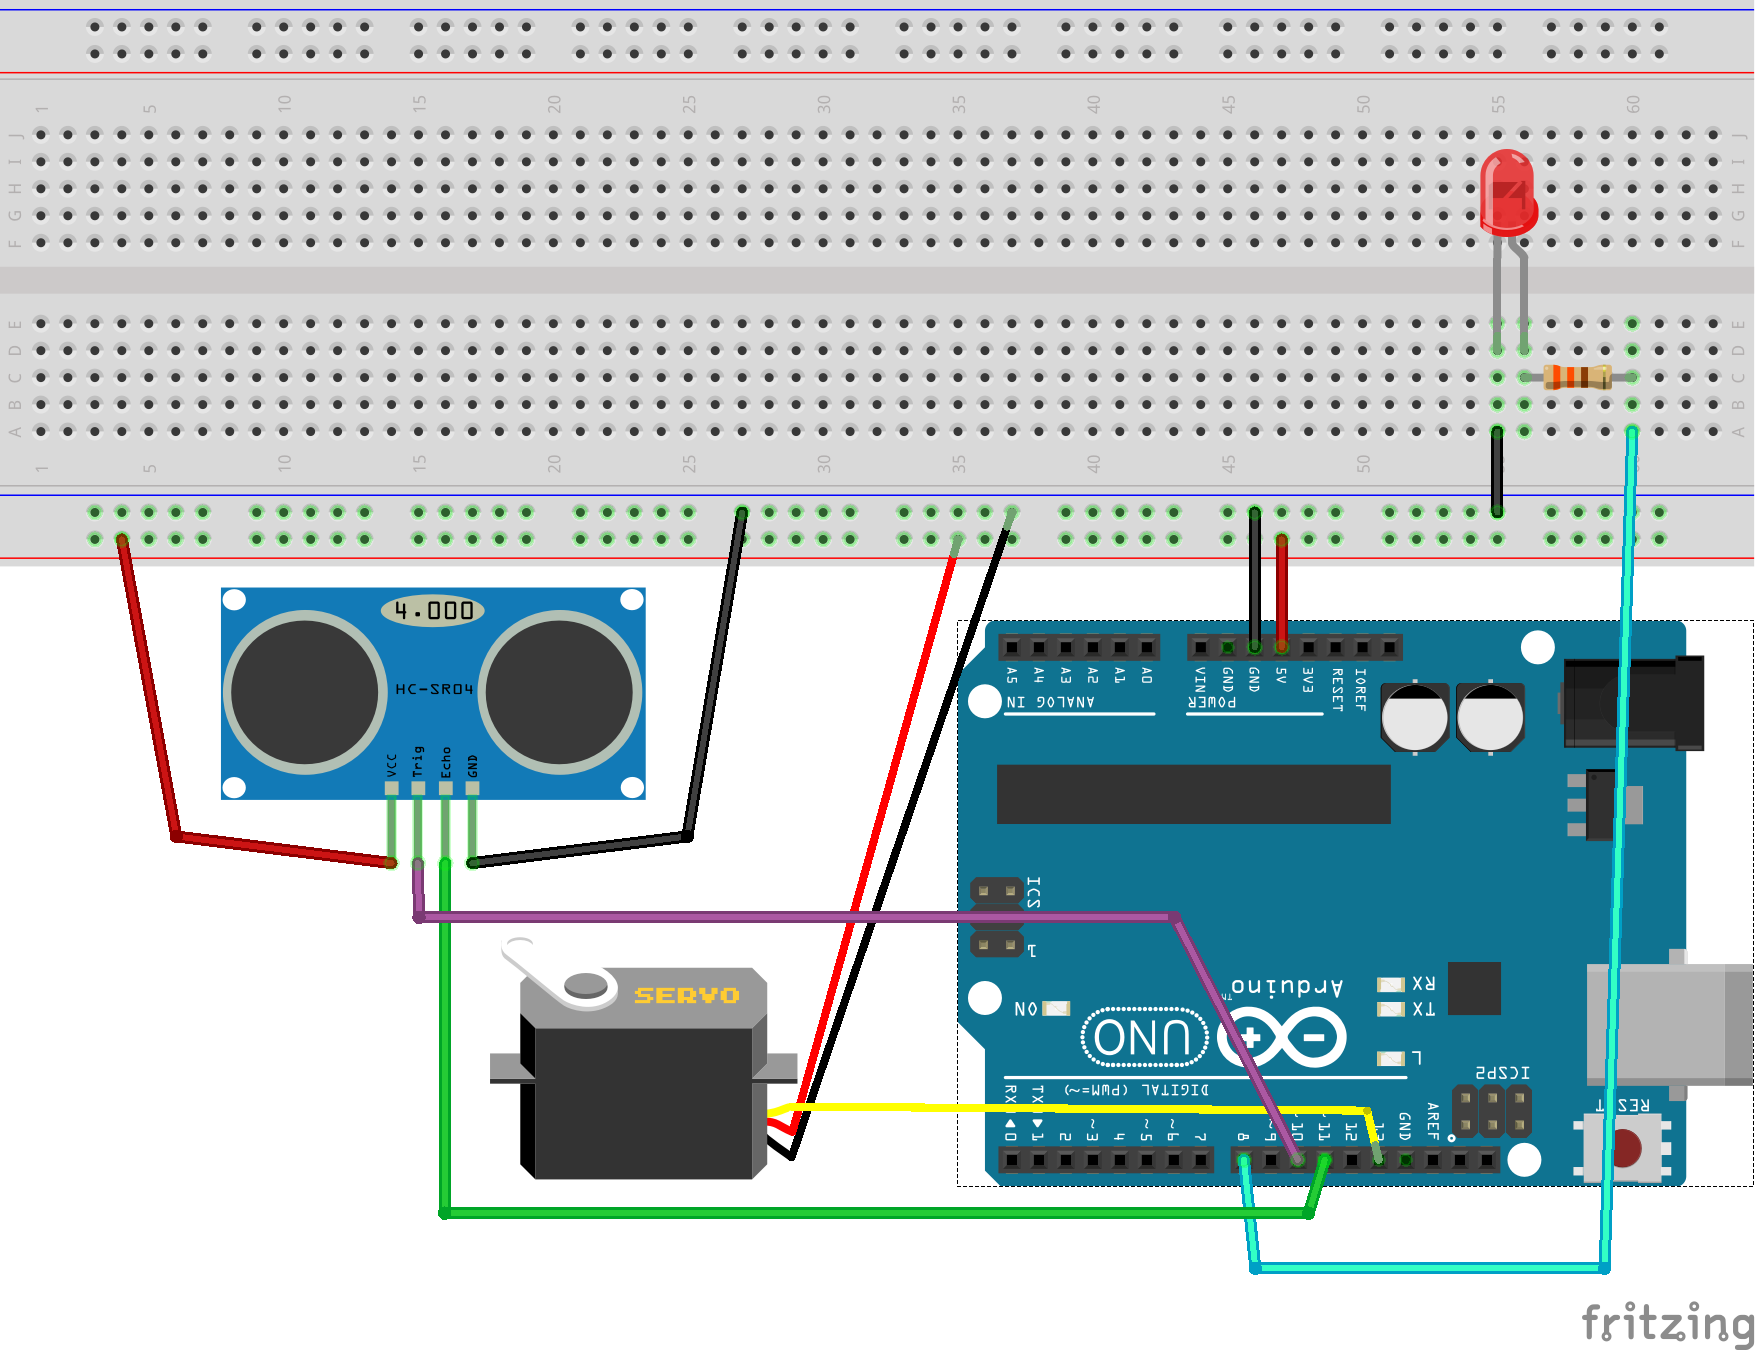 1 5 10 15 20 25 30 35 40 45 50 55 60
J J
I I
H H
G G
F F
E E
D D
C C
B B
A A
1 5 10 15 20 25 30 35 40 45 50
4.000
HC-SR04
VCC Trig Echo GND
A5 A4 A3 A2 A1 A0 VIN GND GND 5V 3V3 RESET IOREF
ANALOG IN POWER
ICSP
1
SERVO
Arduino
TM
ON
UNO
RX
TX
L
ICSP2
DIGITAL (PWM=~)
RESET
RX 0 TX 1 2 ~3 4 ~5 ~6 7 8 ~9 ~10 ~11 12 13 GND AREF
fritzing